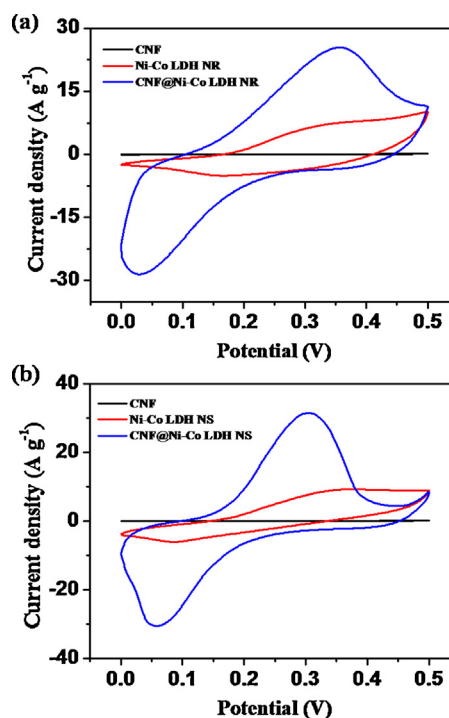 (a)
30
15
0
-15
-30
Current density (A g⁻¹)
CNF
Ni-Co LDH NR
CNF@Ni-Co LDH NR
0.0 0.1 0.2 0.3 0.4 0.5
Potential (V)
(b)
40
20
0
-20
-40
Current density (A g⁻¹)
CNF
Ni-Co LDH NS
CNF@Ni-Co LDH NS
0.0 0.1 0.2 0.3 0.4 0.5
Potential (V)